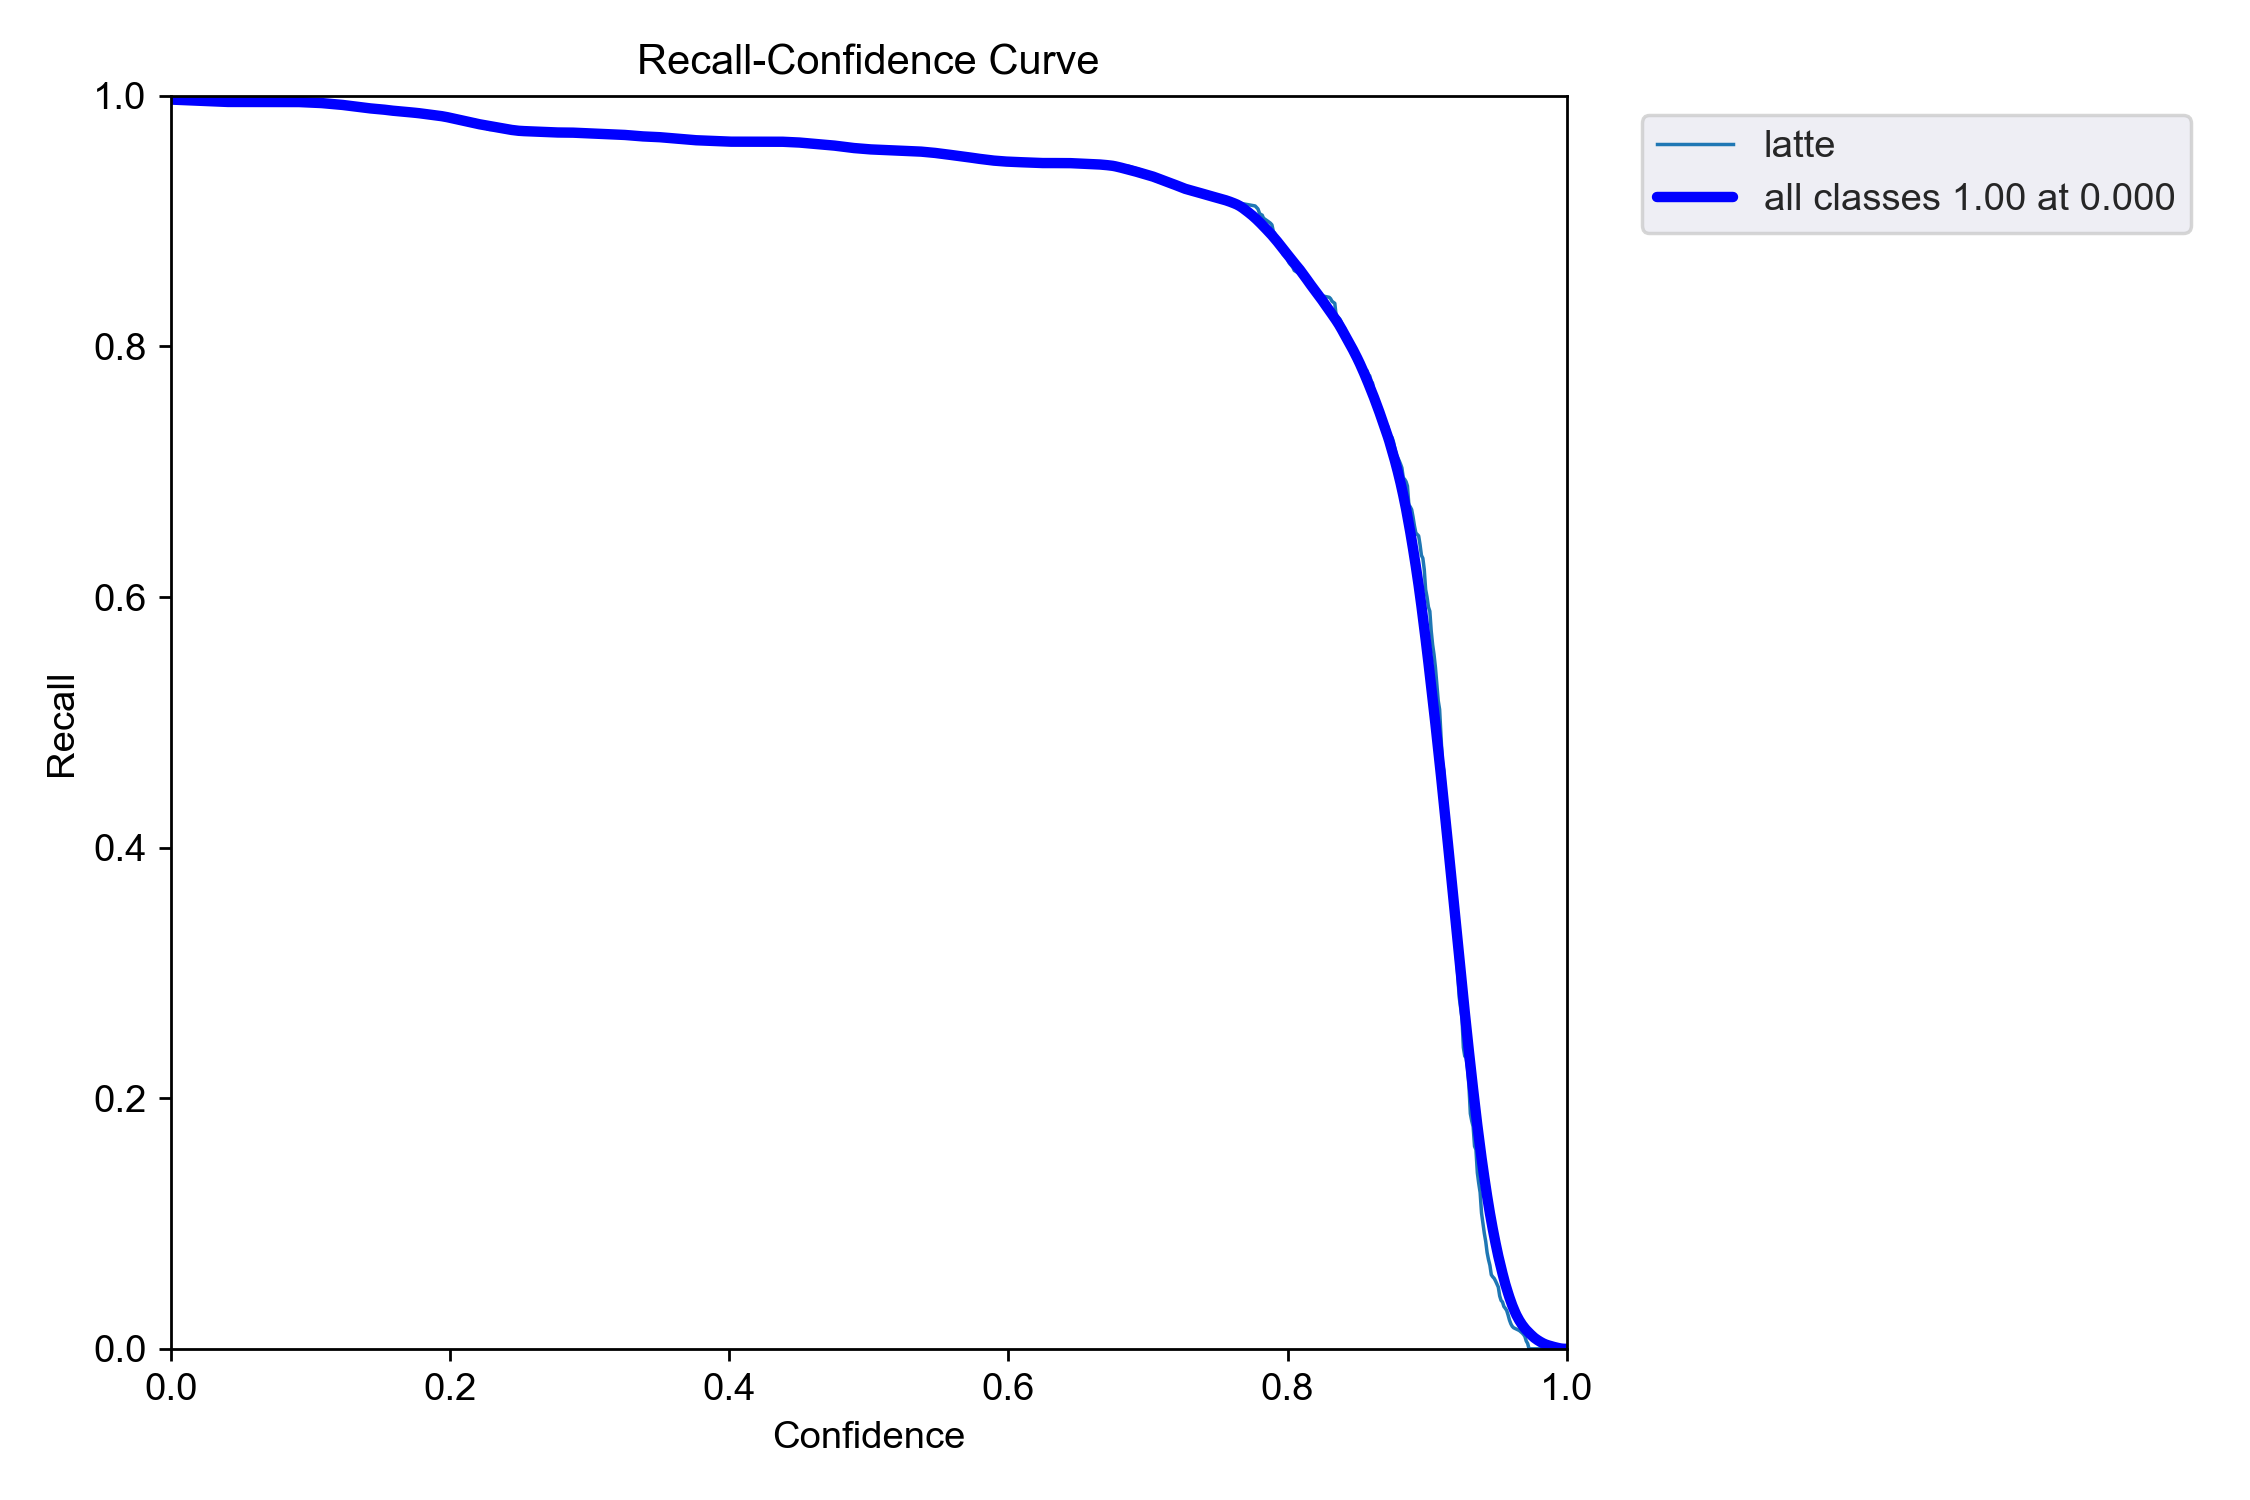 Recall-Confidence Curve
1.0
0.8
0.6
0.4
0.2
0.0
Recall
0.0 0.2 0.4 0.6 0.8 1.0
Confidence
latte
all classes 1.00 at 0.000